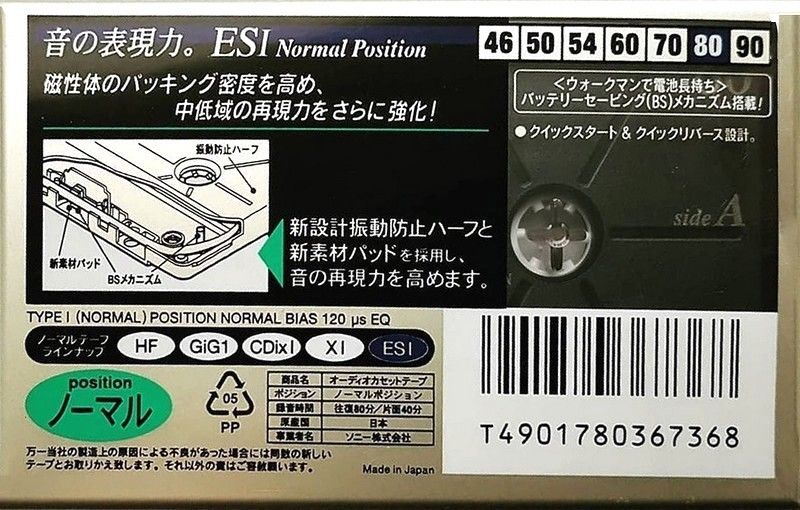 音の表現力。ESI Normal Position
46 50 54 60 70 80 90
磁性体のパッキング密度を高め、
中低域の再現力をさらに強化!
<ウォークマンで電池長持ち>
バッテリーセービング(BS)メカニズム搭載!
●クイックスタート&クイックリバース設計。
振動防止ハーフ
新素材パッド
BSメカニズム
新設計振動防止ハーフと
新素材パッドを採用し、
音の再現力を高めます。
side A
TYPE I (NORMAL) POSITION NORMAL BIAS 120 µs EQ
ノーマルテープ
ラインナップ
HF GiG1 CDixI XI ESI
position
ノーマル
05
PP
商品名 オーディオカセットテープ
ポジション ノーマルポジション
録音時間 往復80分/片面40分
原産国 日本
事業者名 ソニー株式会社
万一当社の製造上の原因による不良があった場合には同数の新しい
テープとお取りかえ致します。それ以外の責はご容赦願います。
Made in Japan
T4901780367368